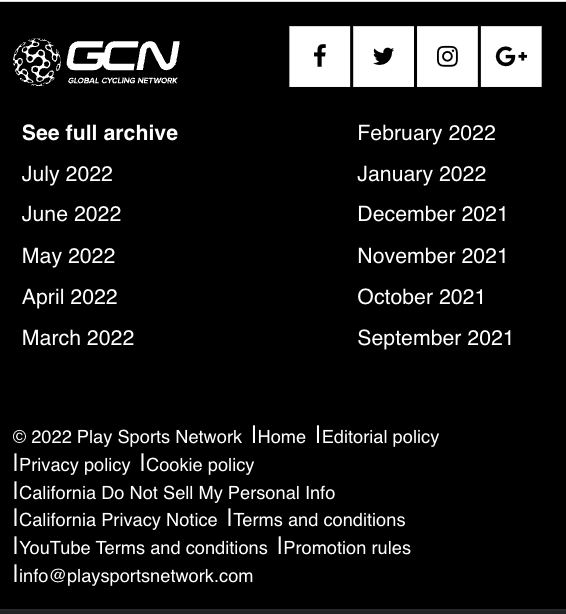 GCN
GLOBAL CYCLING NETWORK
f
G+
See full archive
July 2022
June 2022
May 2022
April 2022
March 2022
February 2022
January 2022
December 2021
November 2021
October 2021
September 2021
© 2022 Play Sports Network |Home |Editorial policy
|Privacy policy |Cookie policy
|California Do Not Sell My Personal Info
|California Privacy Notice |Terms and conditions
|YouTube Terms and conditions |Promotion rules
|info@playsportsnetwork.com